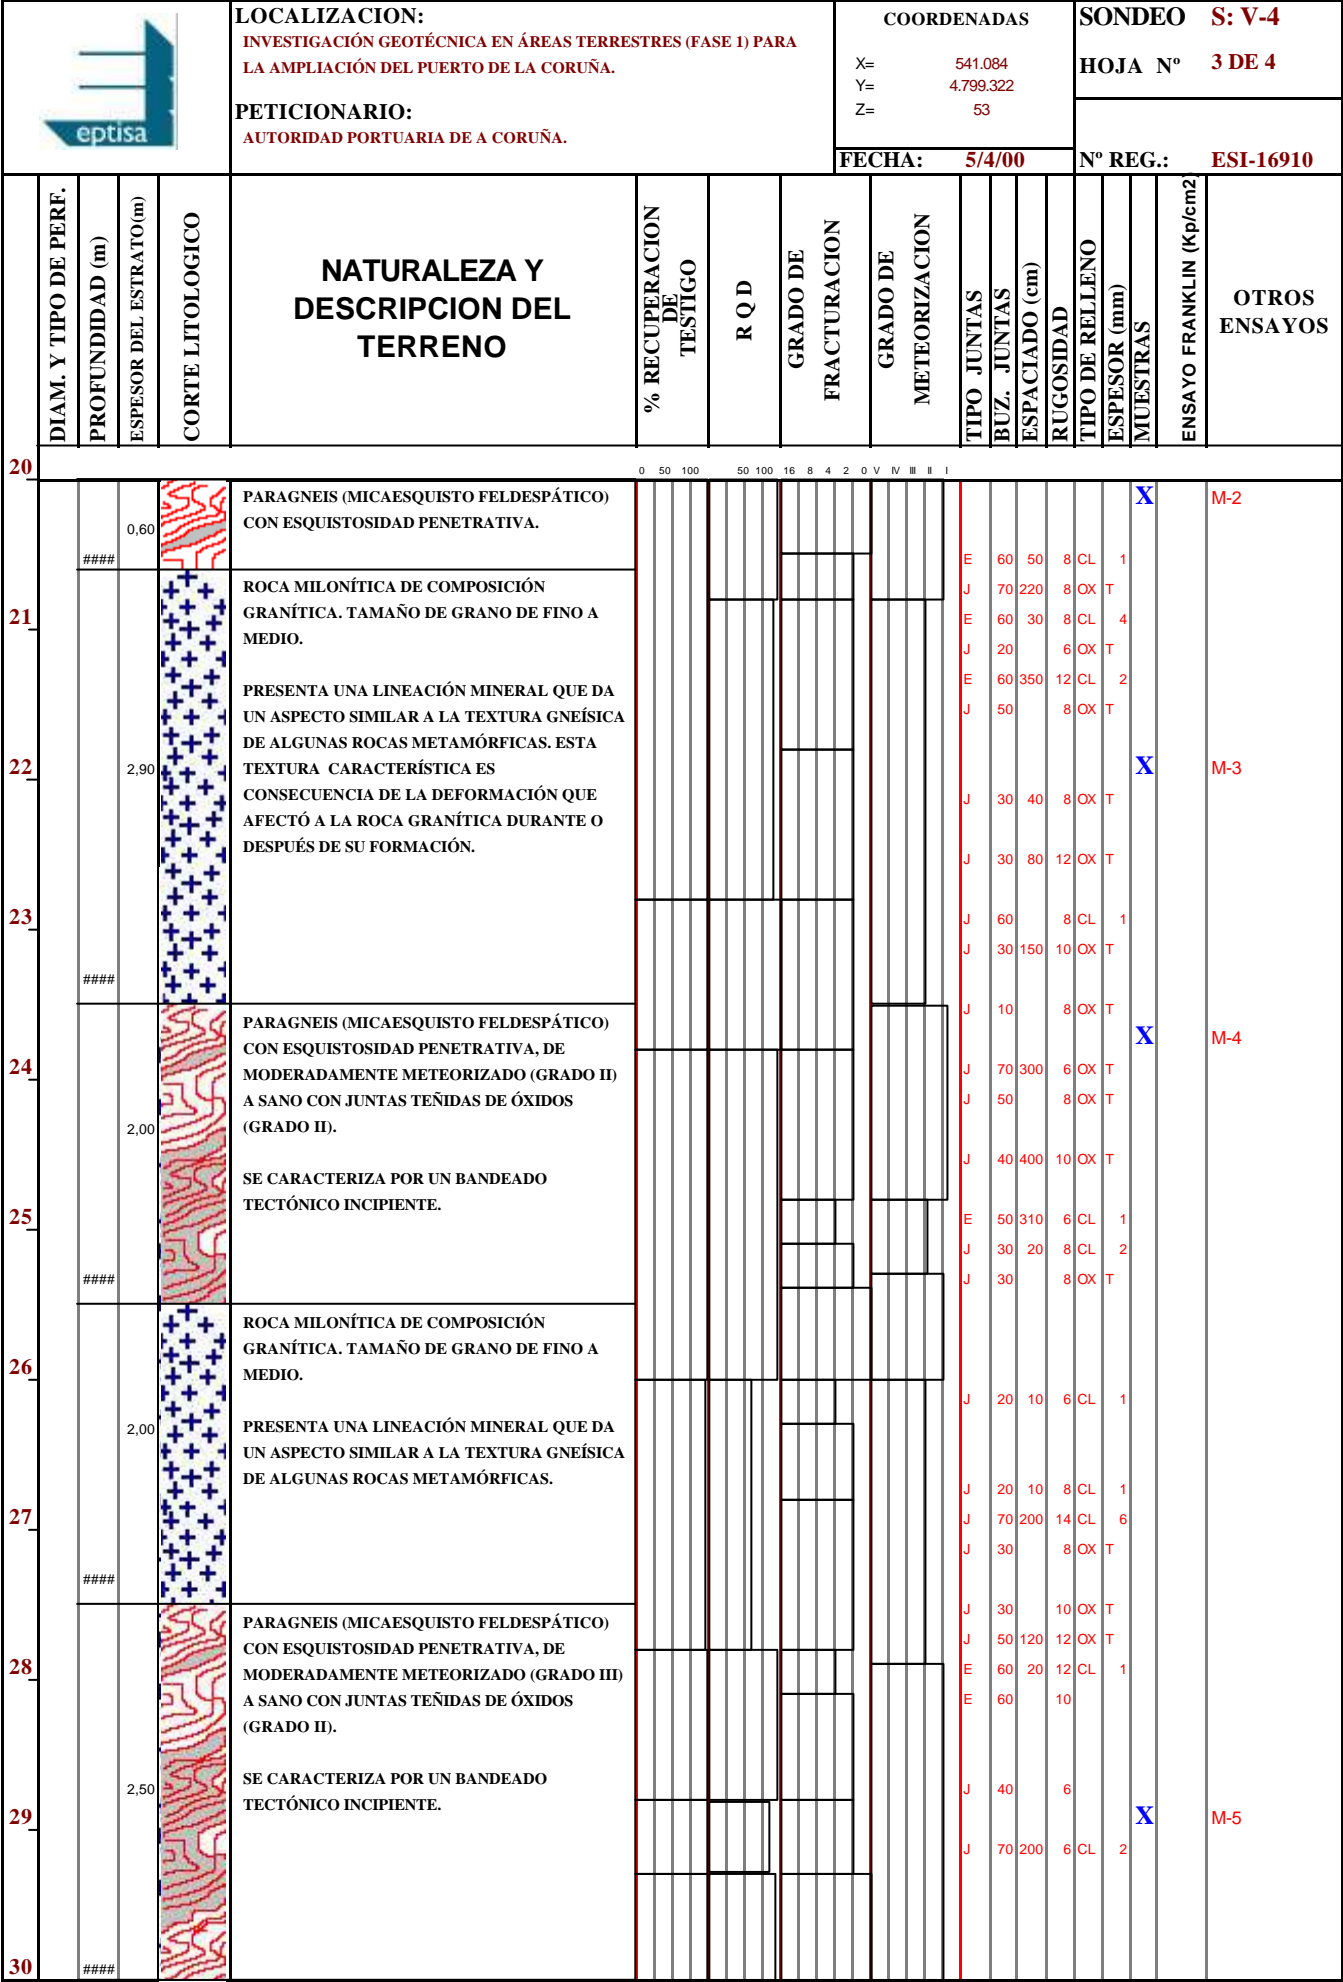 eptisa
LOCALIZACION:
INVESTIGACIÓN GEOTÉCNICA EN ÁREAS TERRESTRES (FASE 1) PARA
LA AMPLIACIÓN DEL PUERTO DE LA CORUÑA.
PETICIONARIO:
AUTORIDAD PORTUARIA DE A CORUÑA.
COORDENADAS
X= 541.084
Y= 4.799.322
Z= 53
FECHA: 5/4/00
SONDEO S: V-4
HOJA Nº 3 DE 4
Nº REG.: ESI-16910
DIAM. Y TIPO DE PERF.
PROFUNDIDAD (m)
ESPESOR DEL ESTRATO(m)
CORTE LITOLOGICO
NATURALEZA Y
DESCRIPCION DEL
TERRENO
% RECUPERACION
DE
TESTIGO
R Q D
GRADO DE
FRACTURACION
GRADO DE
METEORIZACION
TIPO JUNTAS
BUZ. JUNTAS
ESPACIADO (cm)
RUGOSIDAD
TIPO DE RELLENO
ESPESOR (mm)
MUESTRAS
ENSAYO FRANKLIN (Kp/cm2)
OTROS
ENSAYOS
20
0 50 100 50 100 16 8 4 2 0 V IV III II I
PARAGNEIS (MICAESQUISTO FELDESPÁTICO)
X M-2
CON ESQUISTOSIDAD PENETRATIVA.
0,60
####
E 60 50 8 CL 1
ROCA MILONÍTICA DE COMPOSICIÓN
J 70 220 8 OX T
GRANÍTICA. TAMAÑO DE GRANO DE FINO A
21
E 60 30 8 CL 4
MEDIO.
J 20 6 OX T
E 60 350 12 CL 2
PRESENTA UNA LINEACIÓN MINERAL QUE DA
UN ASPECTO SIMILAR A LA TEXTURA GNEÍSICA
J 50 8 OX T
DE ALGUNAS ROCAS METAMÓRFICAS. ESTA
22
2,90
TEXTURA CARACTERÍSTICA ES
X M-3
CONSECUENCIA DE LA DEFORMACIÓN QUE
J 30 40 8 OX T
AFECTÓ A LA ROCA GRANÍTICA DURANTE O
DESPUÉS DE SU FORMACIÓN.
J 30 80 12 OX T
23
J 60 8 CL 1
J 30 150 10 OX T
####
J 10 8 OX T
PARAGNEIS (MICAESQUISTO FELDESPÁTICO)
X M-4
CON ESQUISTOSIDAD PENETRATIVA, DE
24
MODERADAMENTE METEORIZADO (GRADO II)
J 70 300 6 OX T
A SANO CON JUNTAS TEÑIDAS DE ÓXIDOS
J 50 8 OX T
(GRADO II).
2,00
J 40 400 10 OX T
SE CARACTERIZA POR UN BANDEADO
TECTÓNICO INCIPIENTE.
25
E 50 310 6 CL 1
J 30 20 8 CL 2
####
J 30 8 OX T
ROCA MILONÍTICA DE COMPOSICIÓN
GRANÍTICA. TAMAÑO DE GRANO DE FINO A
26
MEDIO.
J 20 10 6 CL 1
2,00
PRESENTA UNA LINEACIÓN MINERAL QUE DA
UN ASPECTO SIMILAR A LA TEXTURA GNEÍSICA
DE ALGUNAS ROCAS METAMÓRFICAS.
J 20 10 8 CL 1
27
J 70 200 14 CL 6
J 30 8 OX T
####
J 30 10 OX T
PARAGNEIS (MICAESQUISTO FELDESPÁTICO)
J 50 120 12 OX T
CON ESQUISTOSIDAD PENETRATIVA, DE
28
MODERADAMENTE METEORIZADO (GRADO III)
E 60 20 12 CL 1
A SANO CON JUNTAS TEÑIDAS DE ÓXIDOS
E 60 10
(GRADO II).
SE CARACTERIZA POR UN BANDEADO
2,50
J 40 6
TECTÓNICO INCIPIENTE.
29
X M-5
J 70 200 6 CL 2
30
####